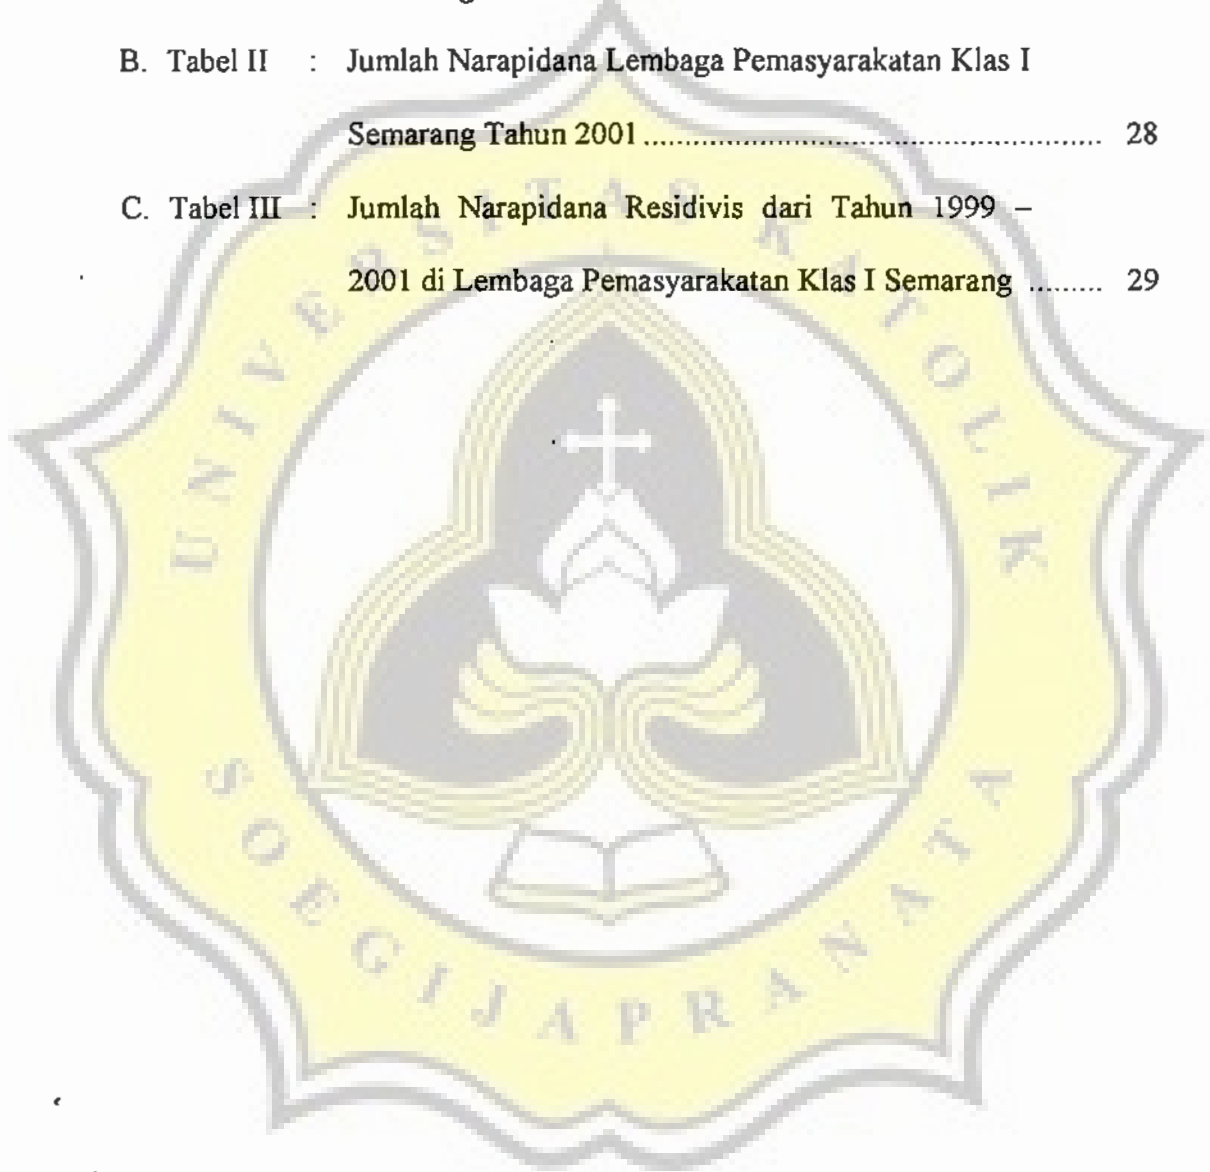 B. Tabel II : Jumlah Narapidana Lembaga Pemasyarakatan Klas I
Semarang Tahun 2001 ........................................................ 28
C. Tabel III : Jumlah Narapidana Residivis dari Tahun 1999 –
2001 di Lembaga Pemasyarakatan Klas I Semarang ......... 29
UNIVERSITAS KATOLIK
SOEGIJAPRANATA